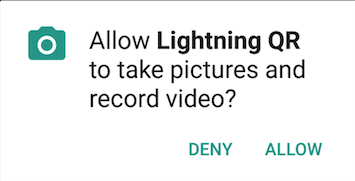 Allow Lightning QR
to take pictures and
record video?
DENY ALLOW